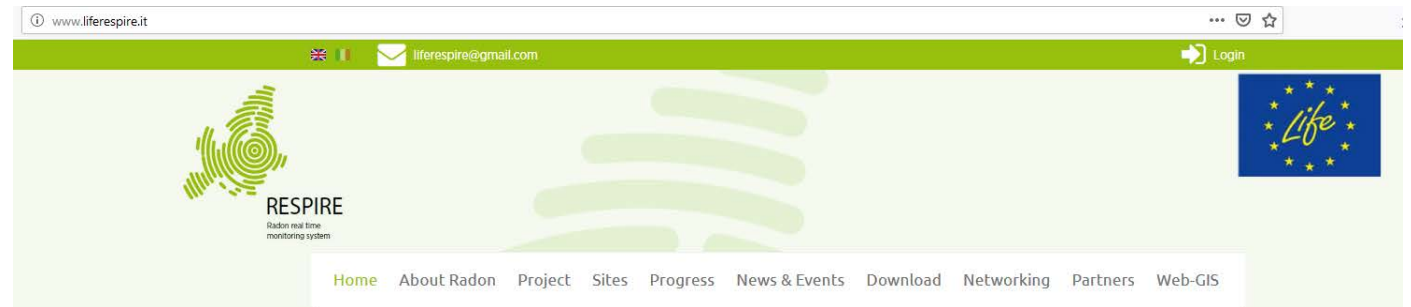 www.liferespire.it
liferespire@gmail.com
Login
life
RESPIRE
Radon real time
monitoring system
Home About Radon Project Sites Progress News & Events Download Networking Partners Web-GIS